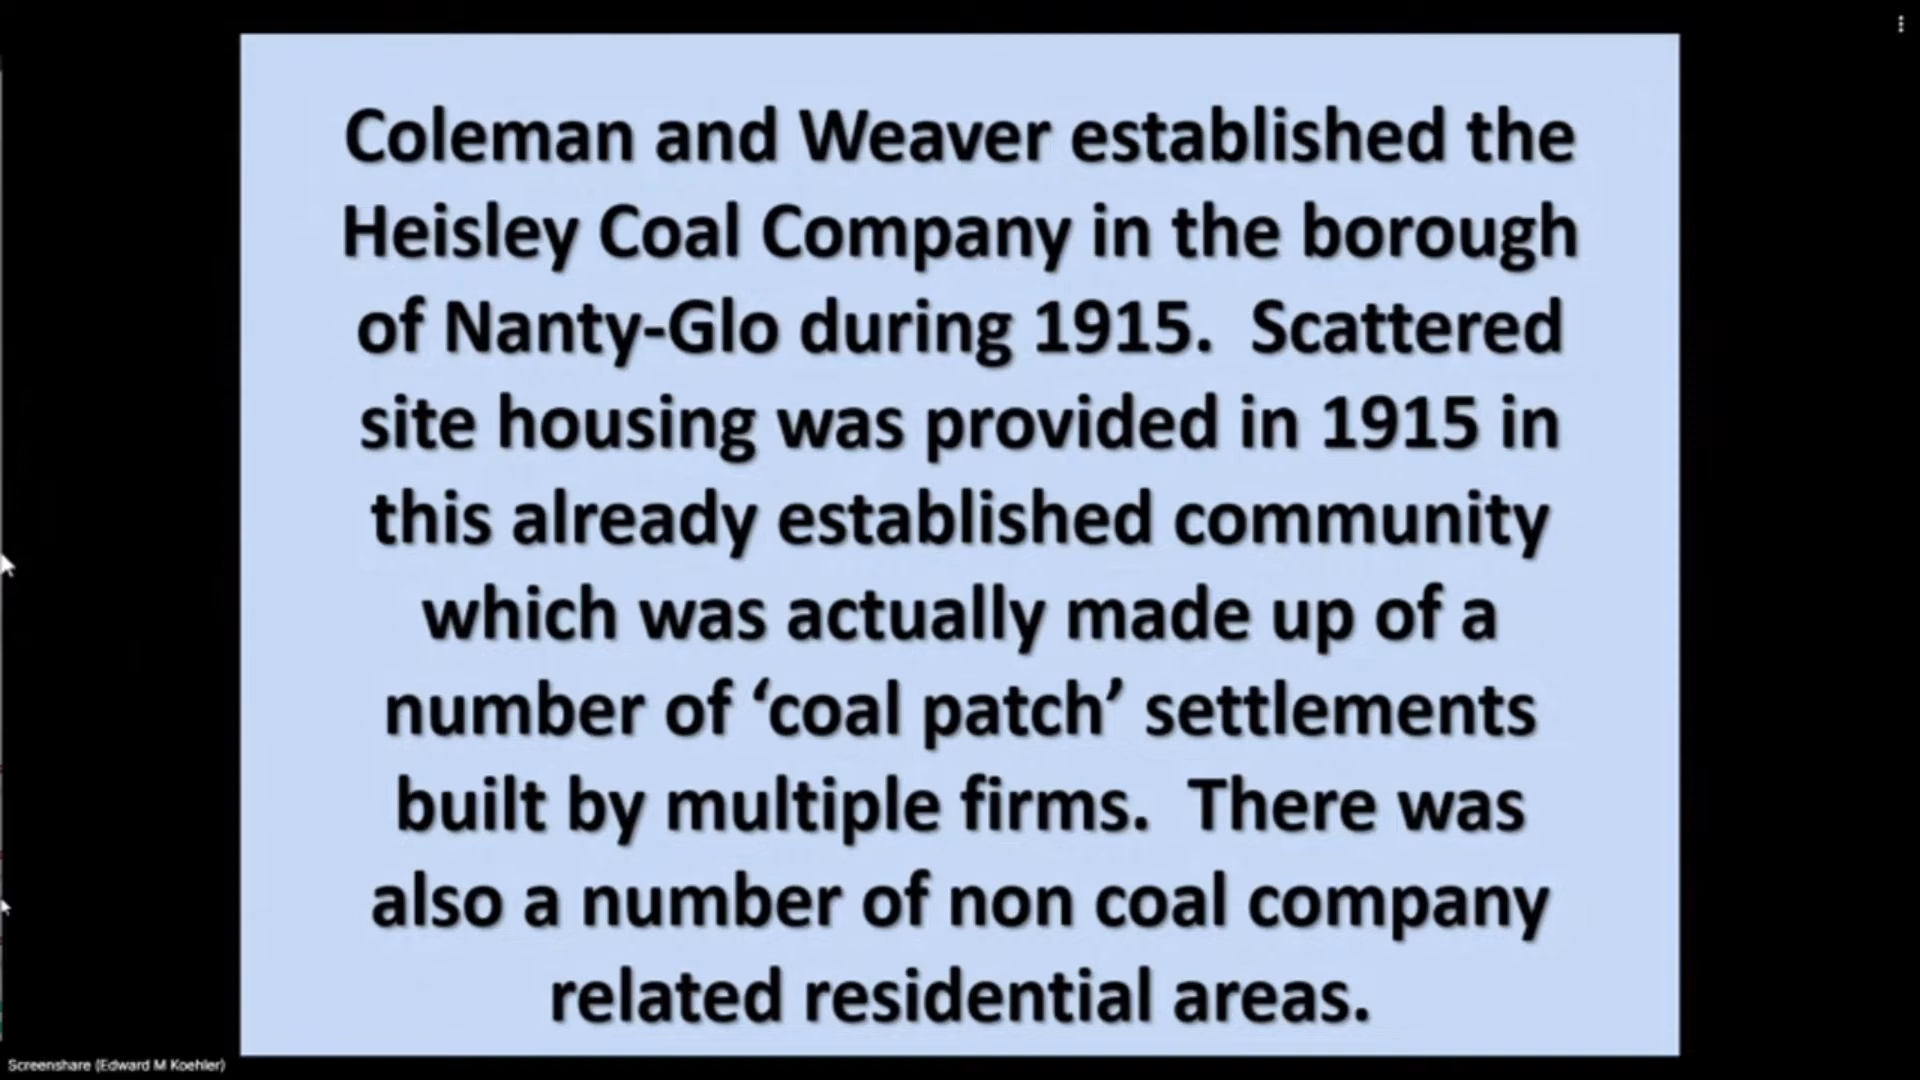 Coleman and Weaver established the
Heisley Coal Company in the borough
of Nanty-Glo during 1915.  Scattered
site housing was provided in 1915 in
this already established community
which was actually made up of a
number of ‘coal patch’ settlements
built by multiple firms.  There was
also a number of non coal company
related residential areas.
Screenshare (Edward M Koehler)